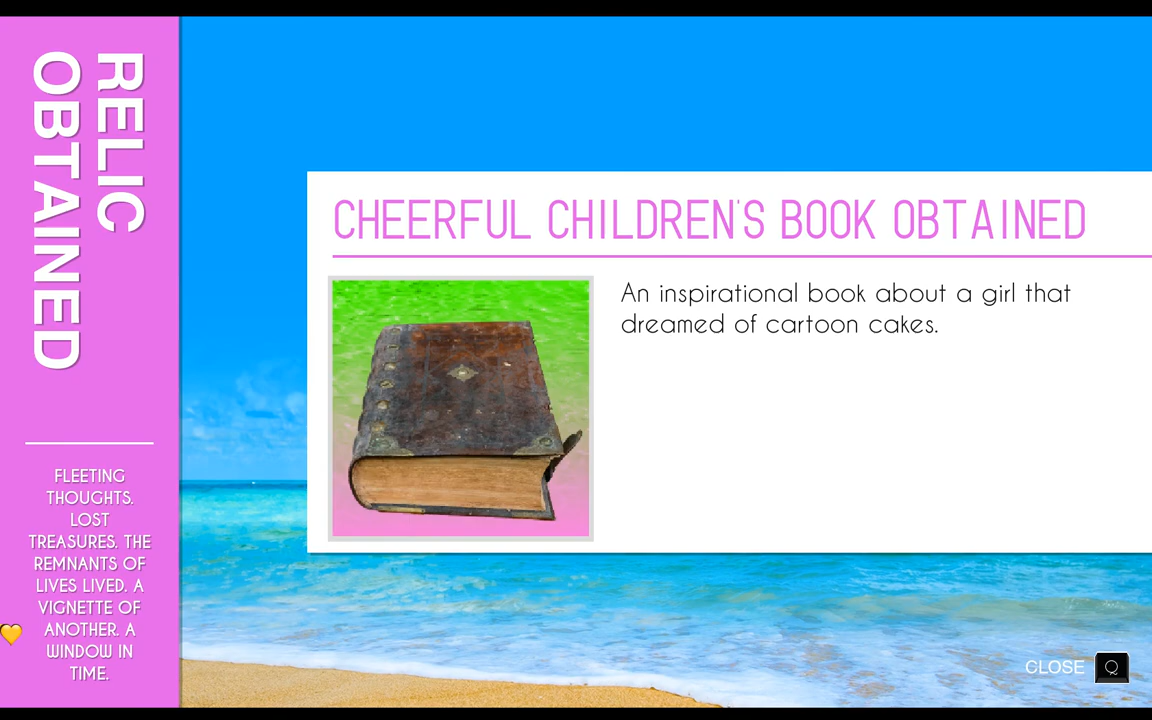 RELIC
OBTAINED
FLEETING
THOUGHTS.
LOST
TREASURES. THE
REMNANTS OF
LIVES LIVED. A
VIGNETTE OF
ANOTHER. A
WINDOW IN
TIME.
CHEERFUL CHILDREN'S BOOK OBTAINED
An inspirational book about a girl that
dreamed of cartoon cakes.
CLOSE Q